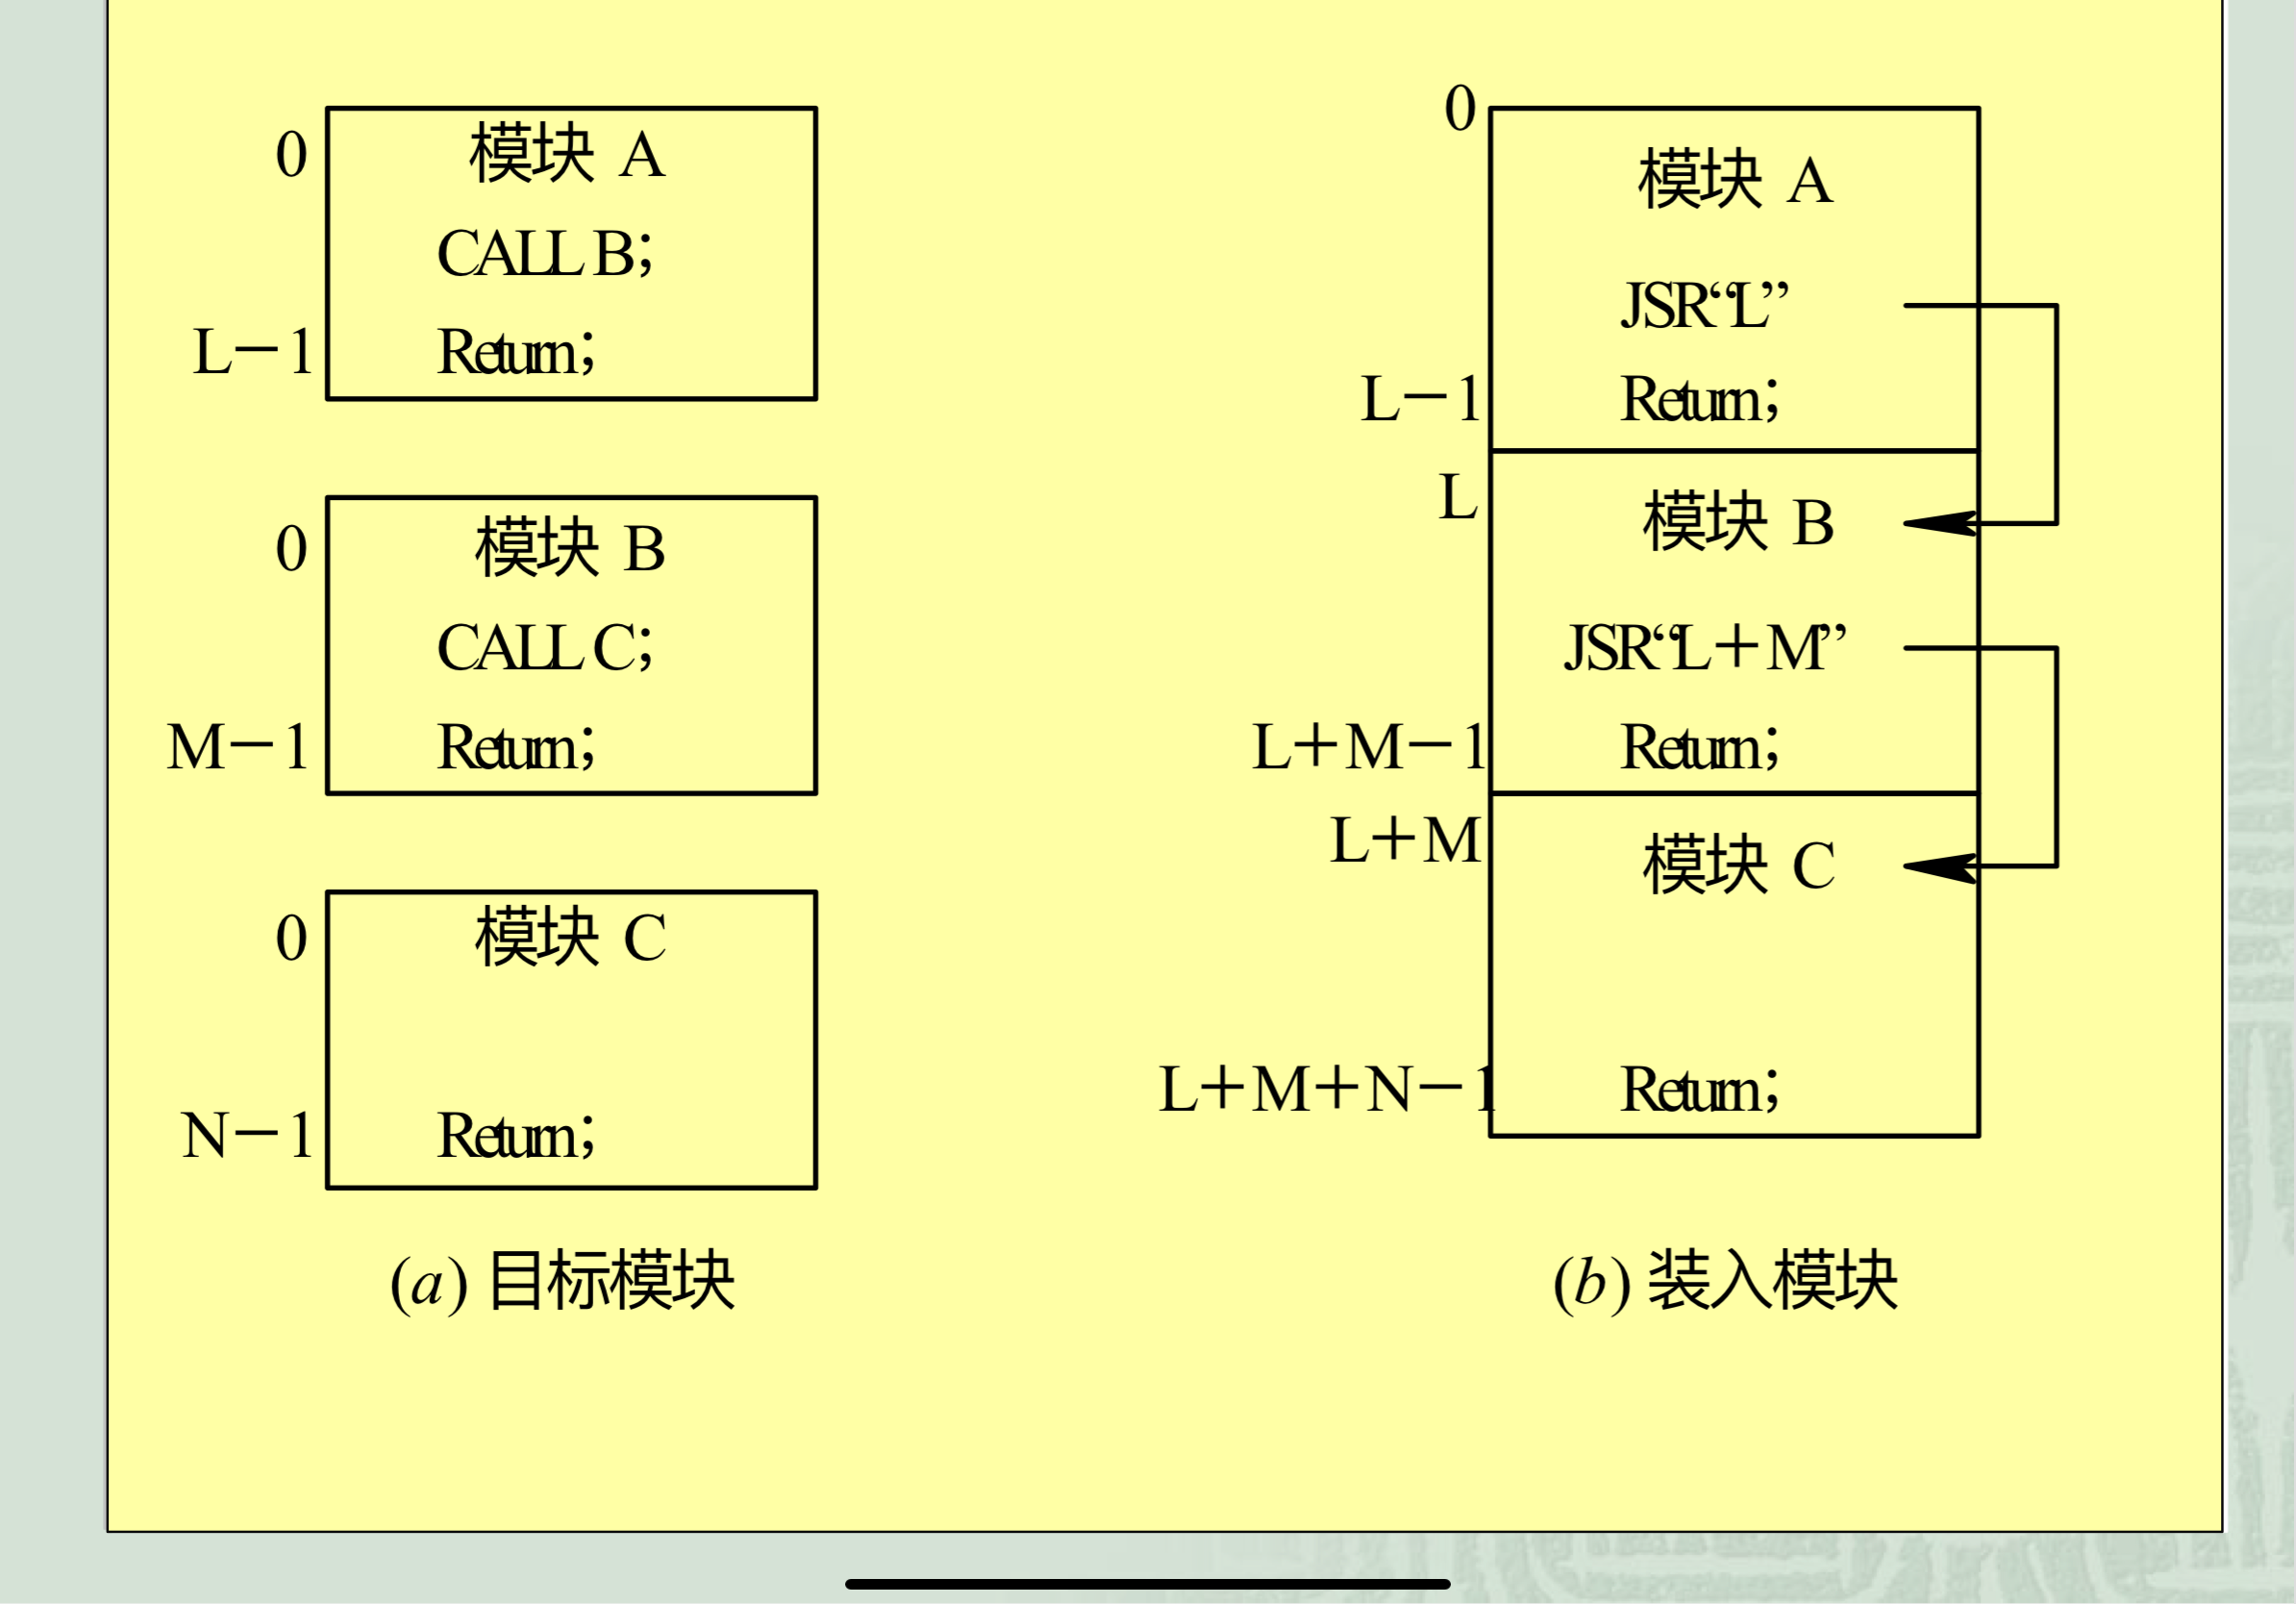 0 模块 A
CALL B;
L−1 Return;
0 模块 B
CALL C;
M−1 Return;
0 模块 C
N−1 Return;
(a) 目标模块
0
模块 A
JSR“L”
L−1 Return;
L 模块 B
JSR“L+M”
L+M−1 Return;
L+M 模块 C
L+M+N−1 Return;
(b) 装入模块